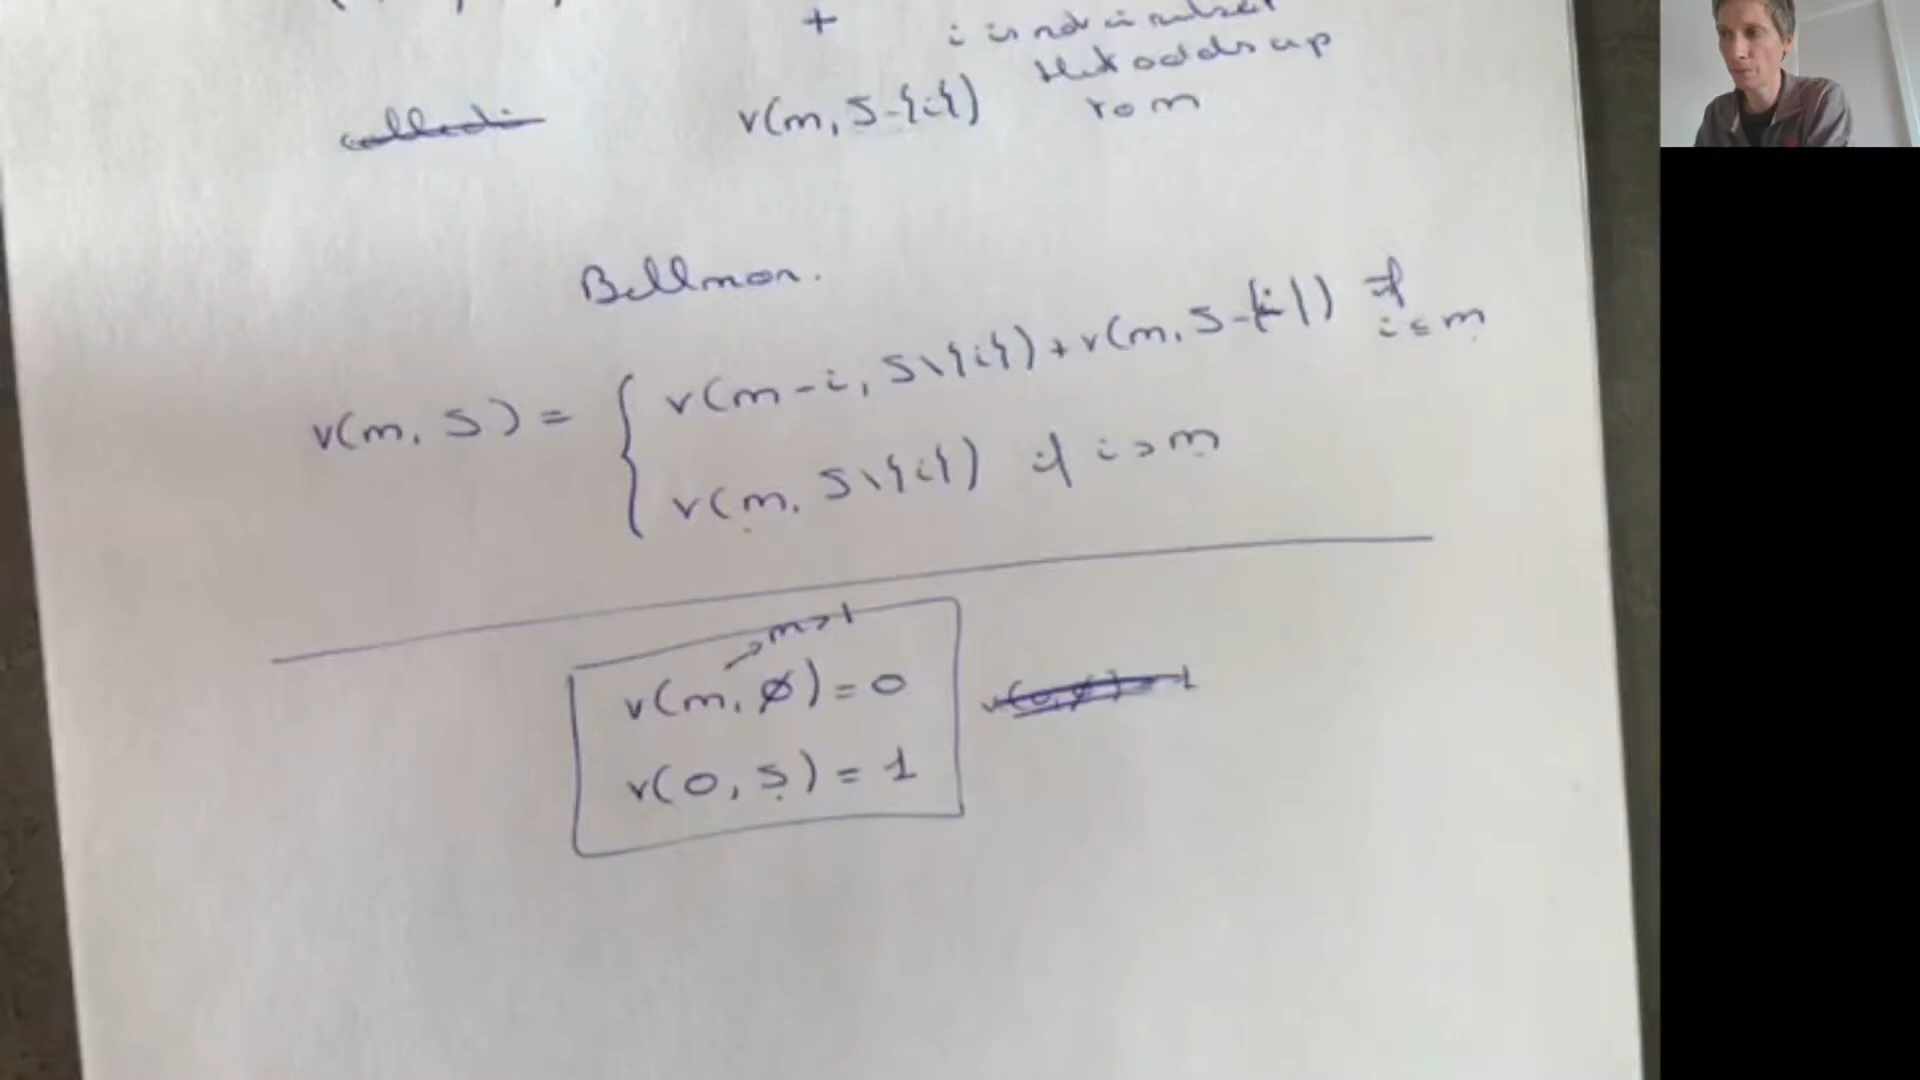 + i is not in subset
that adds up
v(m, S-{i}) to m
Bellman.
v(m, S) = { v(m-i, S\{i}) + v(m, S-{i}) if i ≤ m
v(m, S\{i}) if i > m
→ m>1
v(m, ∅) = 0
v(0, S) = 1